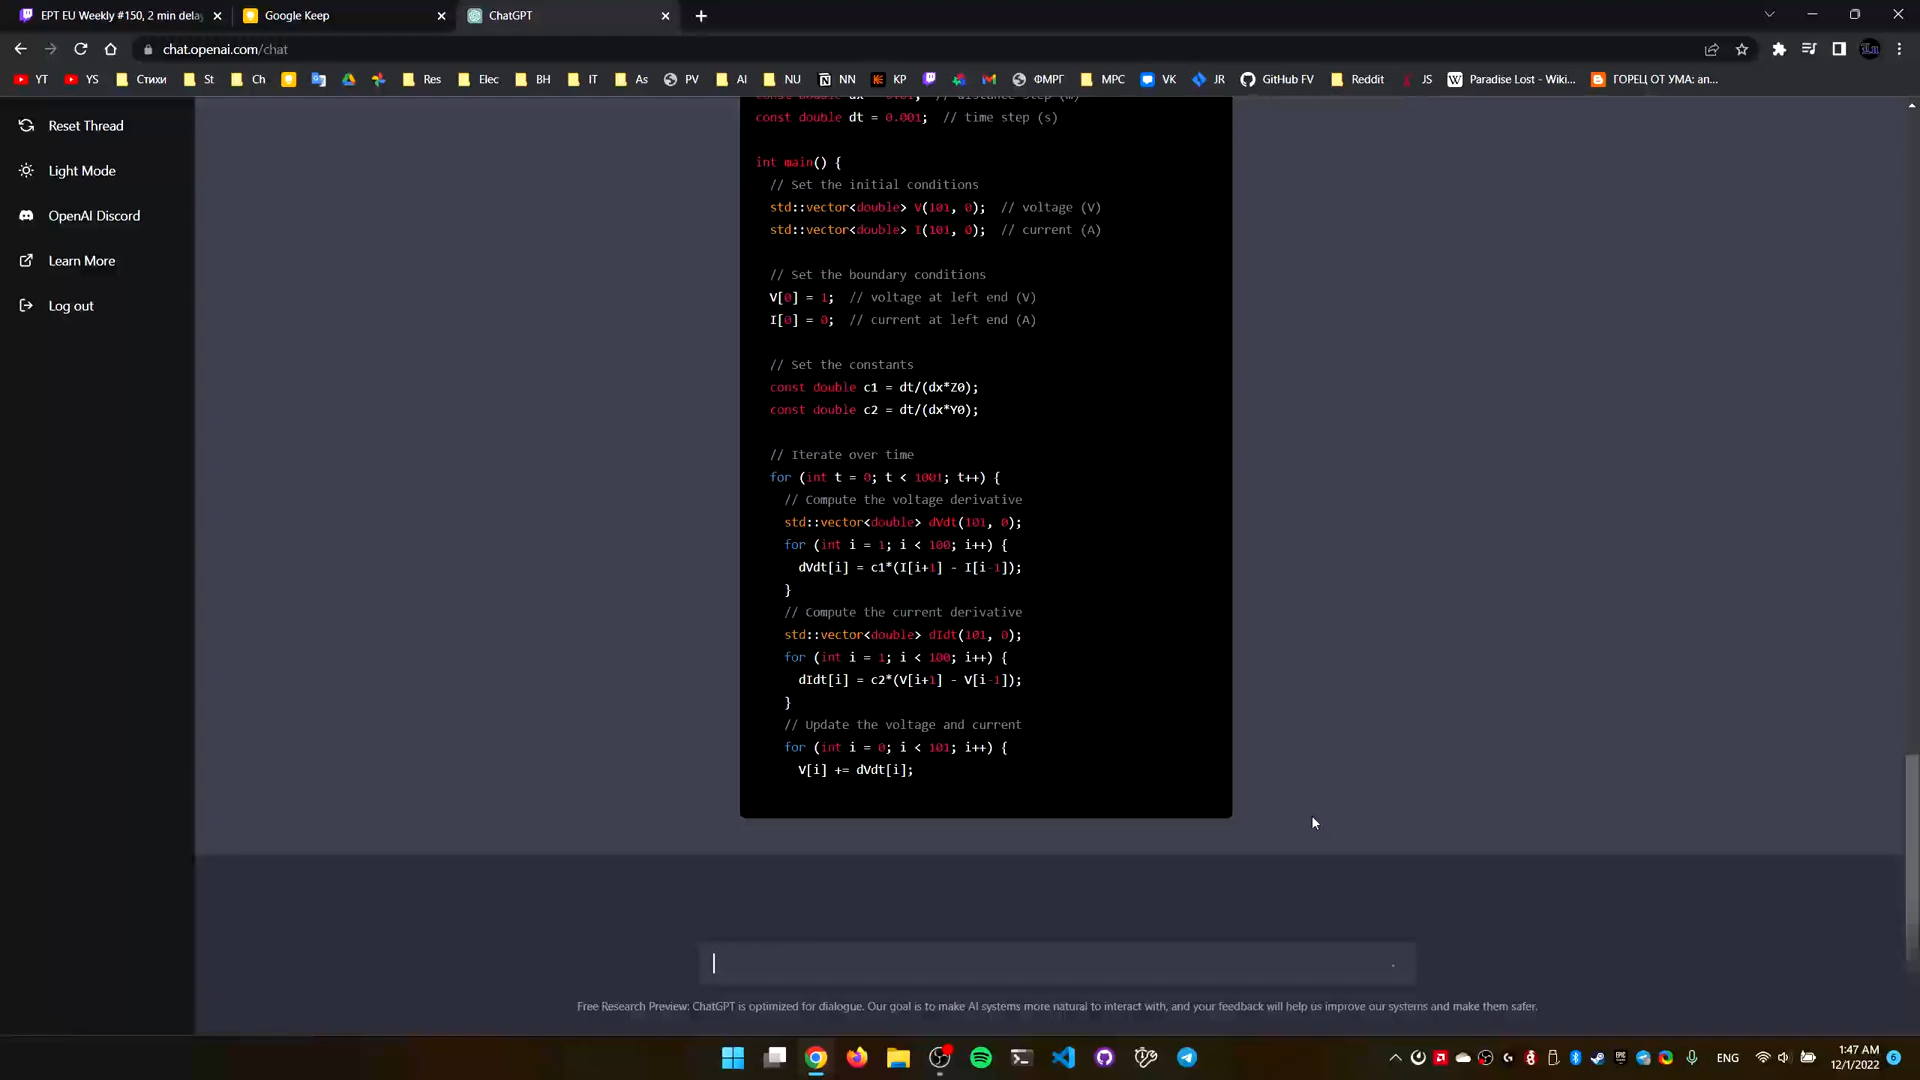 EPT EU Weekly #150, 2 min delay
Google Keep
ChatGPT
chat.openai.com/chat
YT
YS
Стихи
St
Ch
Res
Elec
BH
IT
As
PV
AI
NU
NN
KP
ФМРГ
MPC
VK
JR
GitHub FV
Reddit
JS
Paradise Lost - Wiki...
ГОРЕЦ ОТ УМА: ап...
Reset Thread
Light Mode
OpenAI Discord
Learn More
Log out
const double dt = 0.001;  // time step (s)
int main() {
// Set the initial conditions
std::vector<double> V(101, 0);  // voltage (V)
std::vector<double> I(101, 0);  // current (A)
// Set the boundary conditions
V[0] = 1;  // voltage at left end (V)
I[0] = 0;  // current at left end (A)
// Set the constants
const double c1 = dt/(dx*Z0);
const double c2 = dt/(dx*Y0);
// Iterate over time
for (int t = 0; t < 1001; t++) {
// Compute the voltage derivative
std::vector<double> dVdt(101, 0);
for (int i = 1; i < 100; i++) {
dVdt[i] = c1*(I[i+1] - I[i-1]);
}
// Compute the current derivative
std::vector<double> dIdt(101, 0);
for (int i = 1; i < 100; i++) {
dIdt[i] = c2*(V[i+1] - V[i-1]);
}
// Update the voltage and current
for (int i = 0; i < 101; i++) {
V[i] += dVdt[i];
Free Research Preview: ChatGPT is optimized for dialogue. Our goal is to make AI systems more natural to interact with, and your feedback will help us improve our systems and make them safer.
ENG
1:47 AM
12/1/2022
6